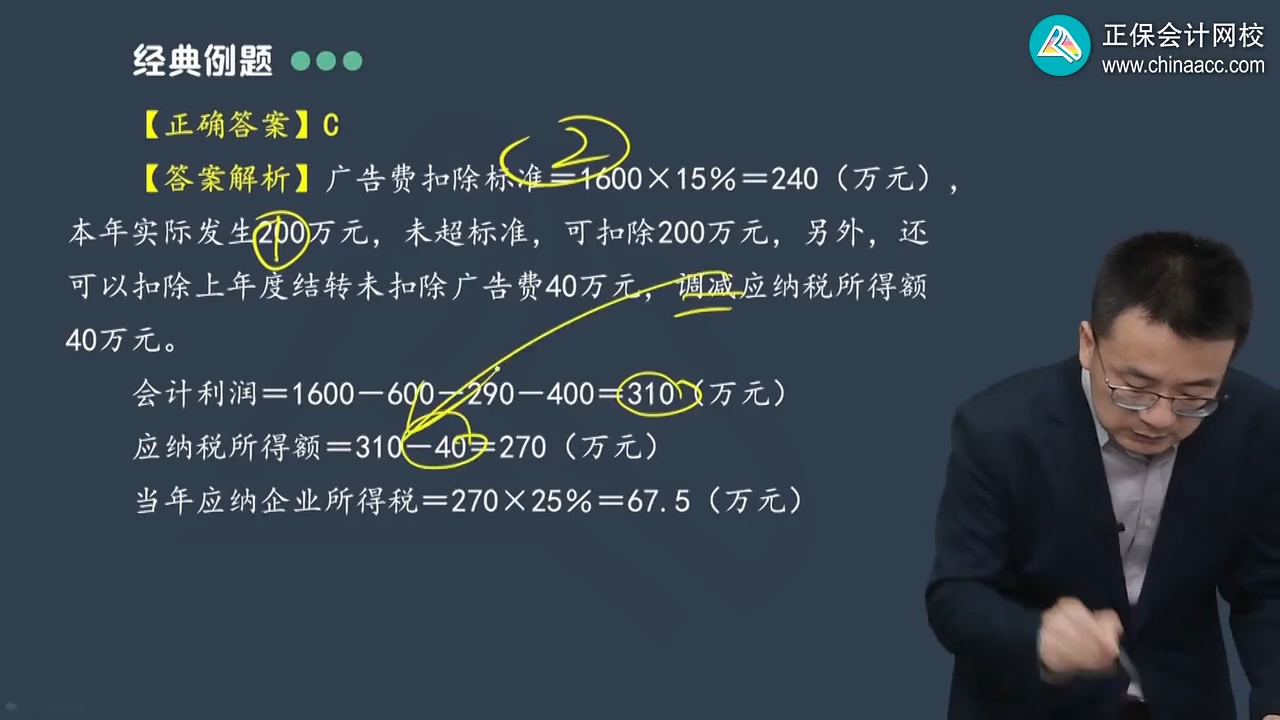 经典例题
正保会计网校
www.chinaacc.com
【正确答案】C
【答案解析】广告费扣除标准＝1600×15％＝240（万元），
本年实际发生200万元，未超标准，可扣除200万元，另外，还
可以扣除上年度结转未扣除广告费40万元，调减应纳税所得额
40万元。
会计利润＝1600－600－290－400＝310（万元）
应纳税所得额＝310－40＝270（万元）
当年应纳企业所得税＝270×25％＝67.5（万元）
2
1